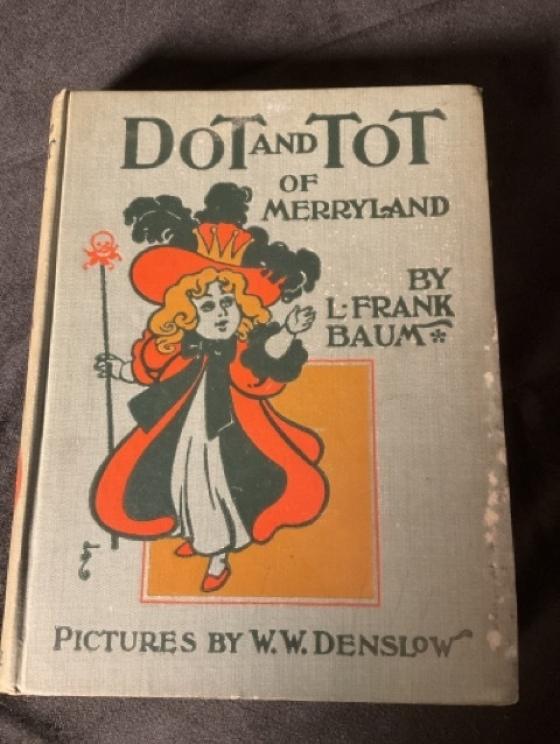 DOT AND TOT
OF
MERRYLAND
BY
L. FRANK
BAUM
PICTURES BY W.W. DENSLOW